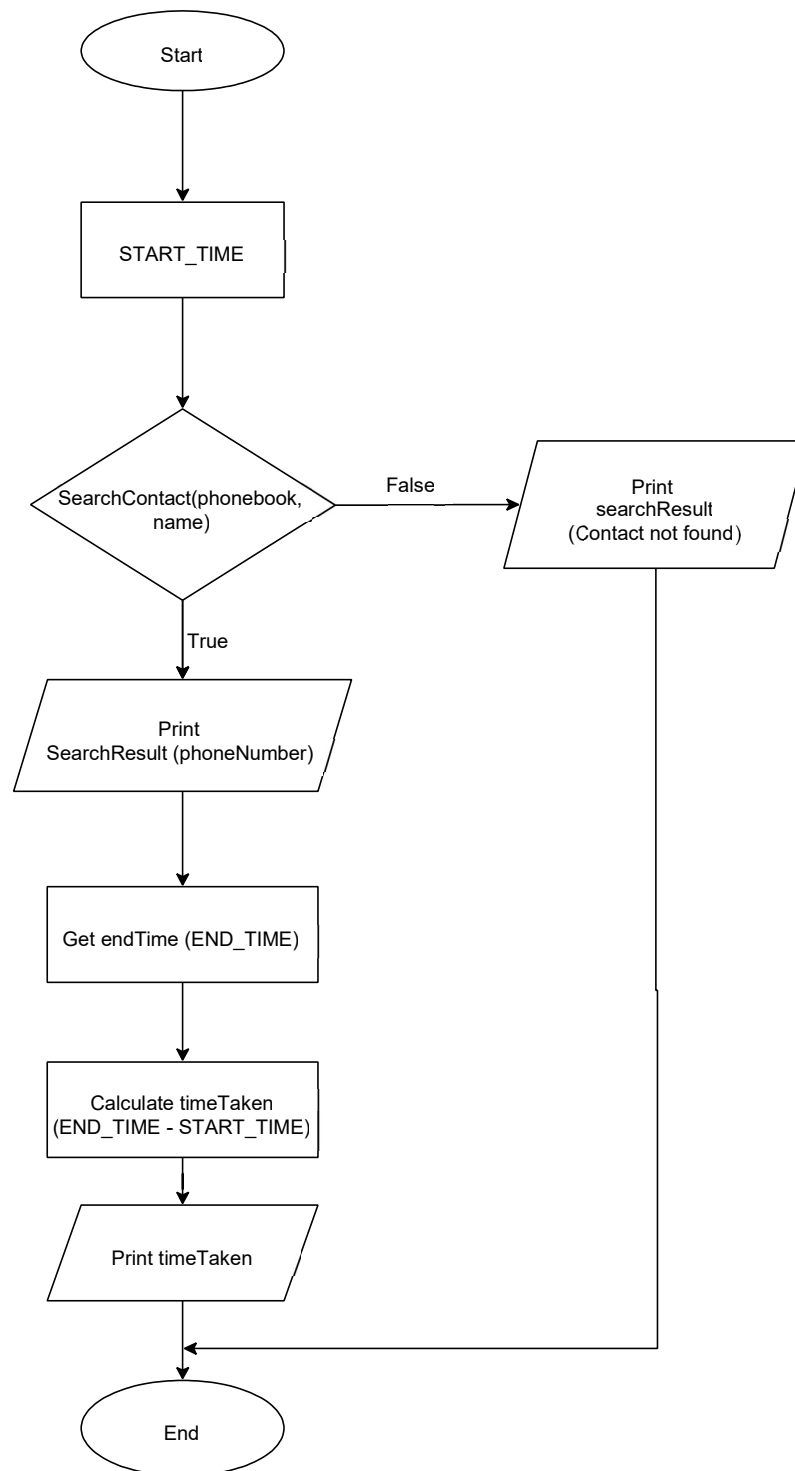 Start
START_TIME
SearchContact(phonebook,
name)
False
Print
searchResult
(Contact not found)
True
Print
SearchResult (phoneNumber)
Get endTime (END_TIME)
Calculate timeTaken
(END_TIME - START_TIME)
Print timeTaken
End